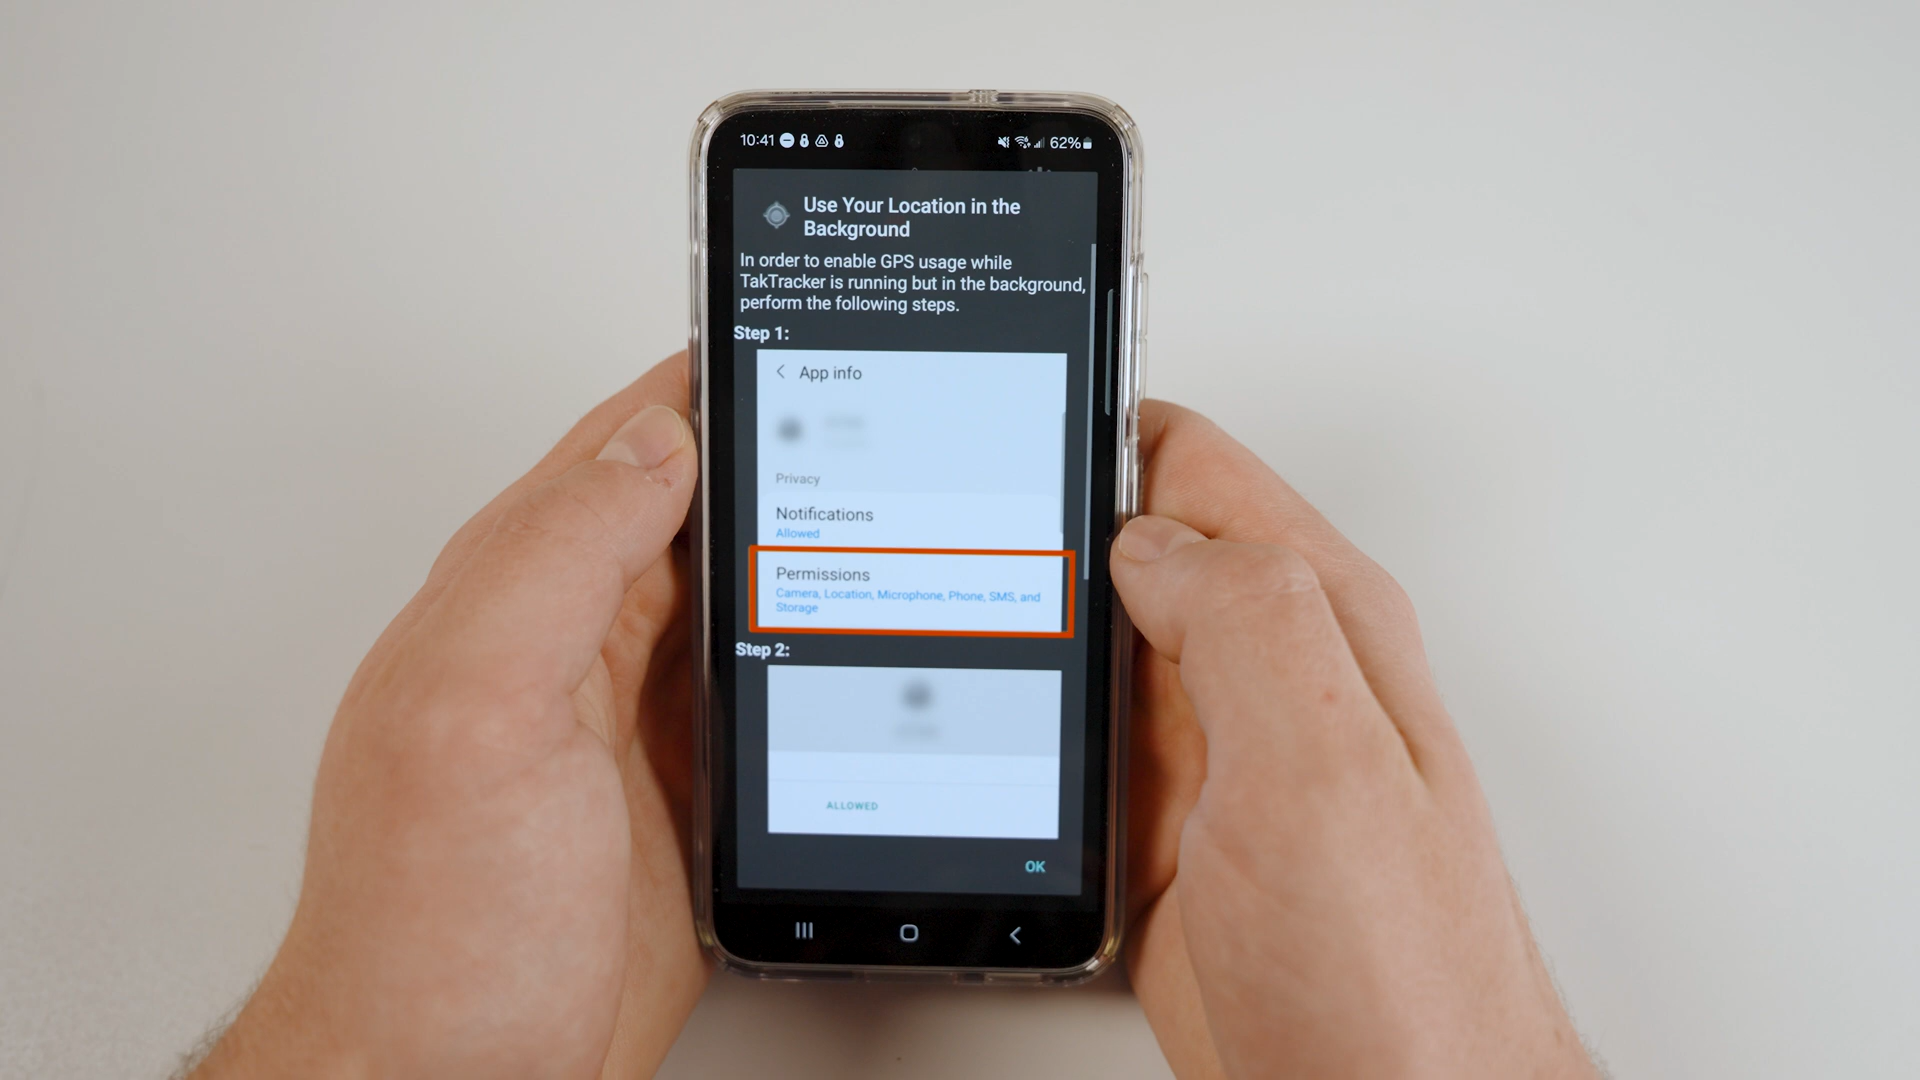 10:41
62%
Use Your Location in the
Background
In order to enable GPS usage while
TakTracker is running but in the background,
perform the following steps.
Step 1:
App info
Privacy
Notifications
Allowed
Permissions
Camera, Location, Microphone, Phone, SMS, and
Storage
Step 2:
ALLOWED
OK